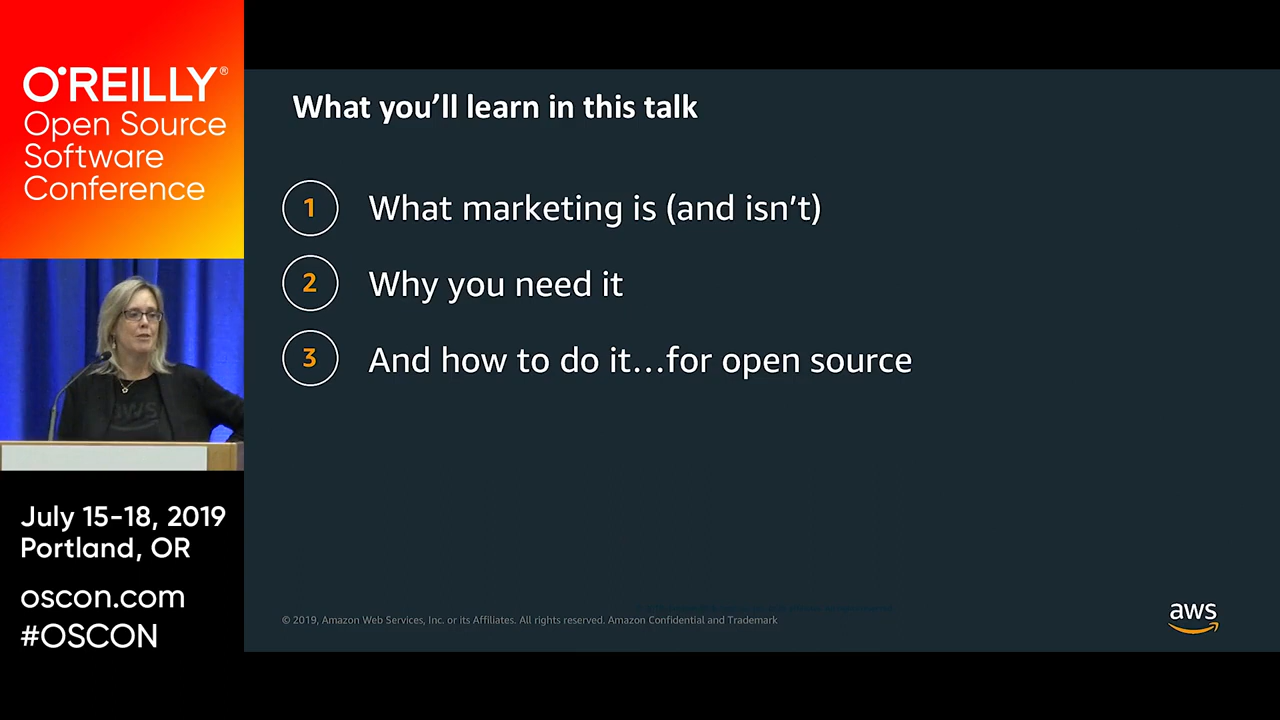 O'REILLY®
Open Source
Software
Conference
aws
July 15-18, 2019
Portland, OR
oscon.com
#OSCON
What you'll learn in this talk
1 What marketing is (and isn't)
2 Why you need it
3 And how to do it...for open source
© 2019, Amazon Web Services, Inc. or its Affiliates. All rights reserved. Amazon Confidential and Trademark
aws